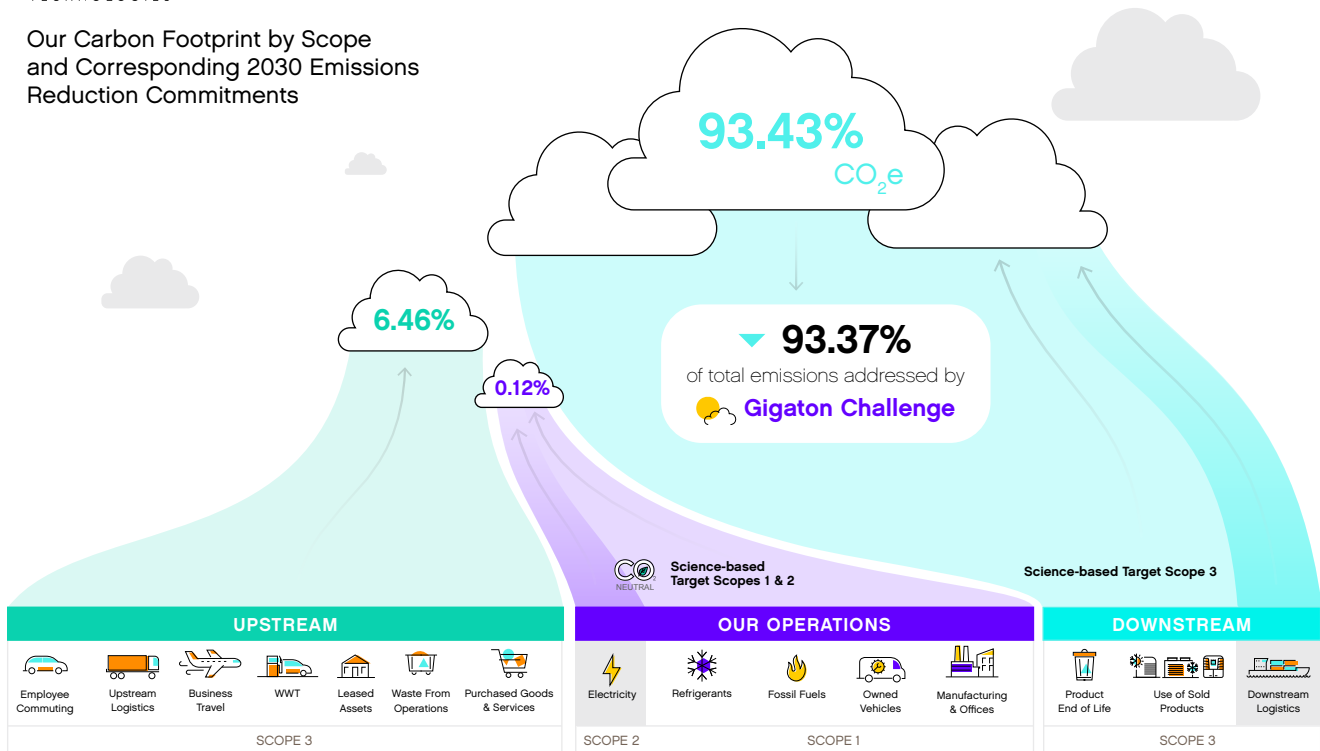 Our Carbon Footprint by Scope
and Corresponding 2030 Emissions
Reduction Commitments
93.43%
CO₂e
6.46%
0.12%
93.37%
of total emissions addressed by
Gigaton Challenge
CO₂
NEUTRAL
Science-based
Target Scopes 1 & 2
Science-based Target Scope 3
UPSTREAM
Employee
Commuting
Upstream
Logistics
Business
Travel
WWT
Leased
Assets
Waste From
Operations
Purchased Goods
& Services
SCOPE 3
OUR OPERATIONS
Electricity
Refrigerants
Fossil Fuels
Owned
Vehicles
Manufacturing
& Offices
SCOPE 2
SCOPE 1
DOWNSTREAM
Product
End of Life
Use of Sold
Products
Downstream
Logistics
SCOPE 3